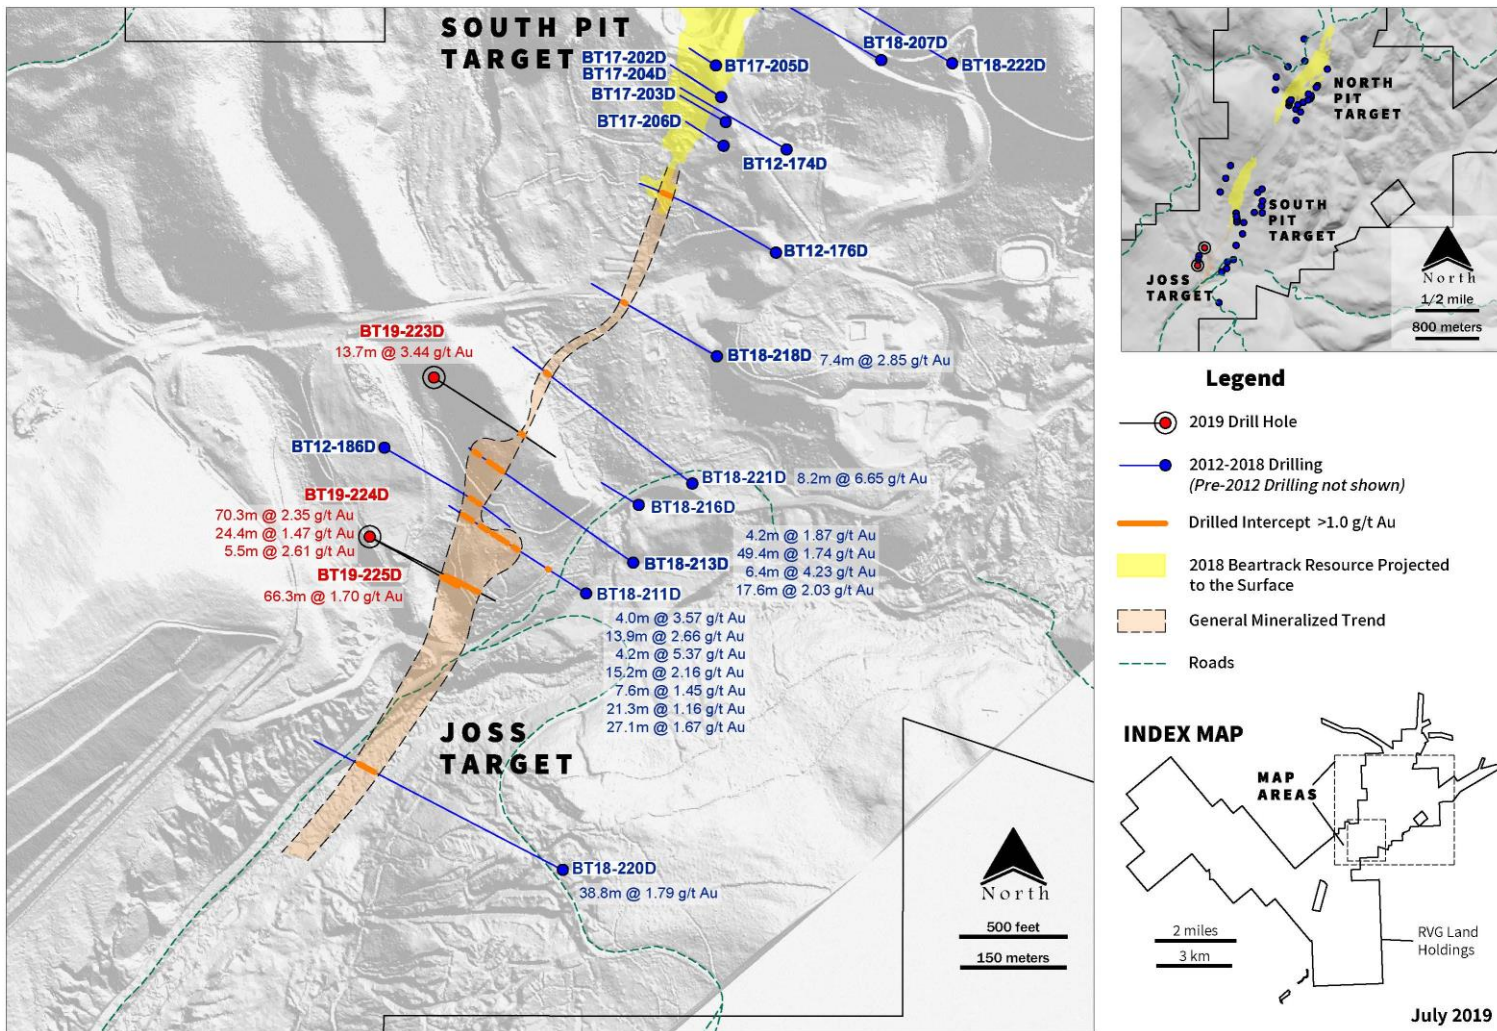 SOUTH PIT
TARGET
BT17-202D
BT17-204D
BT17-203D
BT17-206D
BT17-205D
BT18-207D
BT18-222D
BT12-174D
BT12-176D
BT19-223D
13.7m @ 3.44 g/t Au
BT18-218D 7.4m @ 2.85 g/t Au
BT12-186D
BT18-221D 8.2m @ 6.65 g/t Au
BT19-224D
70.3m @ 2.35 g/t Au
24.4m @ 1.47 g/t Au
5.5m @ 2.61 g/t Au
BT18-216D
BT19-225D
66.3m @ 1.70 g/t Au
BT18-213D
4.2m @ 1.87 g/t Au
49.4m @ 1.74 g/t Au
6.4m @ 4.23 g/t Au
17.6m @ 2.03 g/t Au
BT18-211D
4.0m @ 3.57 g/t Au
13.9m @ 2.66 g/t Au
4.2m @ 5.37 g/t Au
15.2m @ 2.16 g/t Au
7.6m @ 1.45 g/t Au
21.3m @ 1.16 g/t Au
27.1m @ 1.67 g/t Au
JOSS
TARGET
BT18-220D
38.8m @ 1.79 g/t Au
North
500 feet
150 meters
NORTH
PIT
TARGET
SOUTH
PIT
TARGET
JOSS
TARGET
North
1/2 mile
800 meters
Legend
2019 Drill Hole
2012-2018 Drilling
(Pre-2012 Drilling not shown)
Drilled Intercept >1.0 g/t Au
2018 Beartrack Resource Projected
to the Surface
General Mineralized Trend
Roads
INDEX MAP
MAP
AREAS
2 miles
3 km
RVG Land
Holdings
July 2019